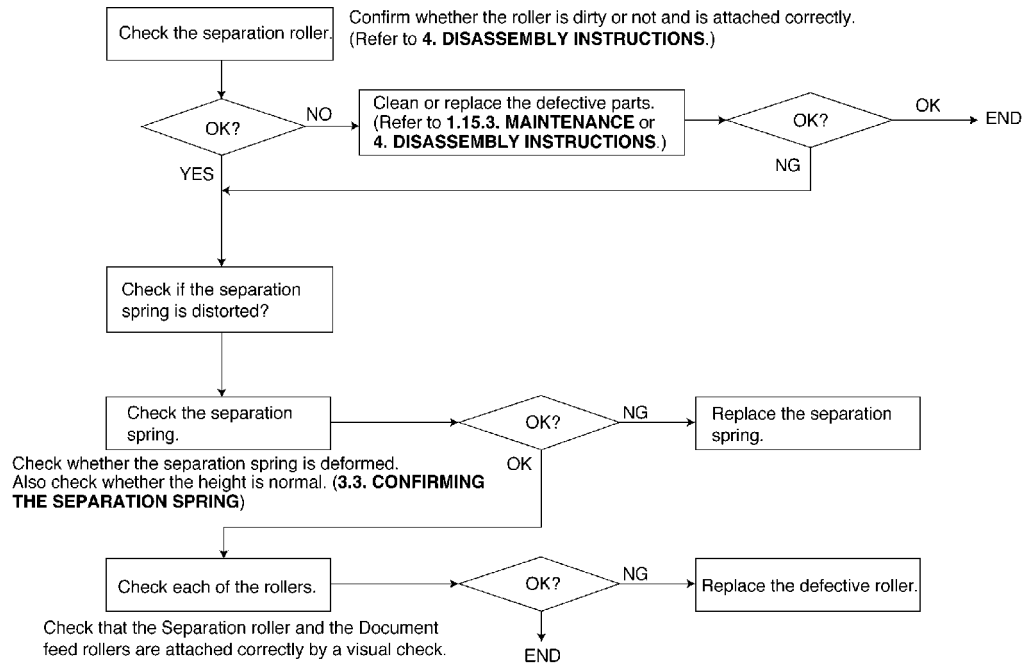 Check the separation roller.
Confirm whether the roller is dirty or not and is attached correctly.
(Refer to 4. DISASSEMBLY INSTRUCTIONS.)
OK?
NO
Clean or replace the defective parts.
(Refer to 1.15.3. MAINTENANCE or
4. DISASSEMBLY INSTRUCTIONS.)
OK?
OK
END
YES
NG
Check if the separation
spring is distorted?
Check the separation
spring.
OK?
NG
Replace the separation
spring.
OK
Check whether the separation spring is deformed.
Also check whether the height is normal. (3.3. CONFIRMING
THE SEPARATION SPRING)
Check each of the rollers.
OK?
NG
Replace the defective roller.
Check that the Separation roller and the Document
feed rollers are attached correctly by a visual check.
END